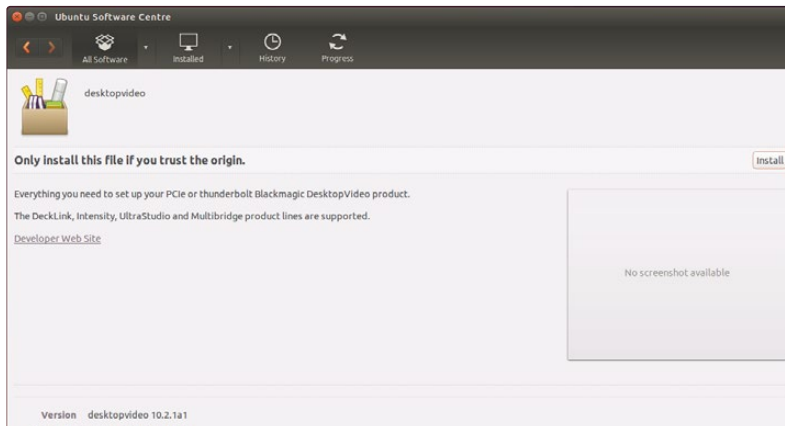 Ubuntu Software Centre
All Software
Installed
History
Progress
desktopvideo
Only install this file if you trust the origin.
Install
Everything you need to set up your PCIe or thunderbolt Blackmagic DesktopVideo product.
The DeckLink, Intensity, UltraStudio and Multibridge product lines are supported.
Developer Web Site
No screenshot available
Version desktopvideo 10.2.1a1